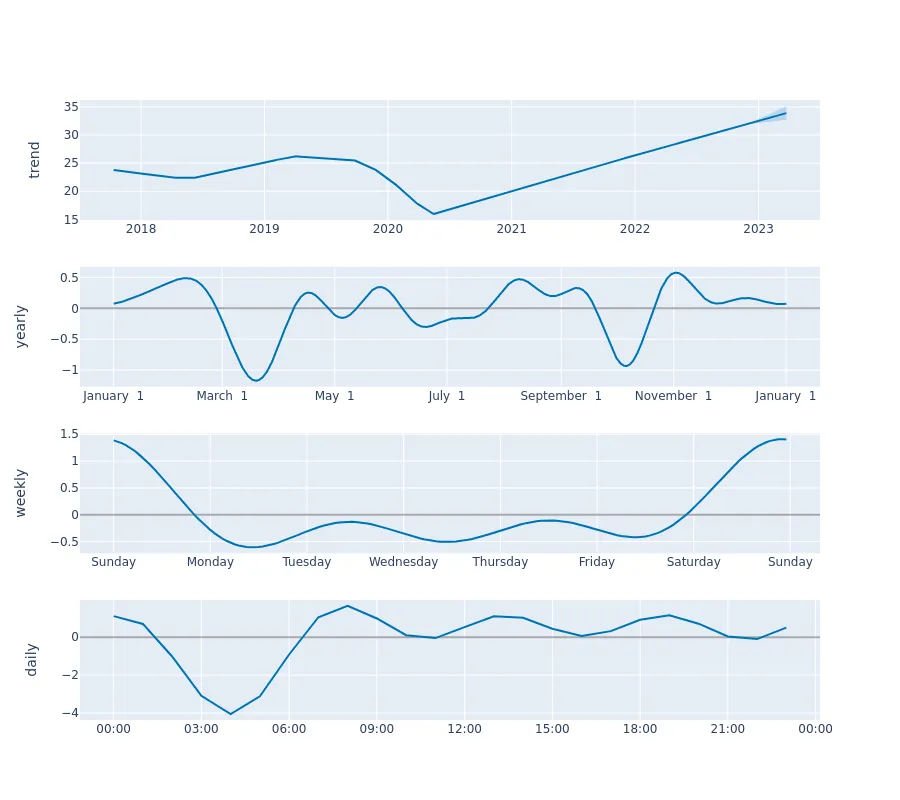 trend
35
30
25
20
15
2018 2019 2020 2021 2022 2023
yearly
0.5
0
−0.5
−1
January 1 March 1 May 1 July 1 September 1 November 1 January 1
weekly
1.5
1
0.5
0
−0.5
Sunday Monday Tuesday Wednesday Thursday Friday Saturday Sunday
daily
0
−2
−4
00:00 03:00 06:00 09:00 12:00 15:00 18:00 21:00 00:00